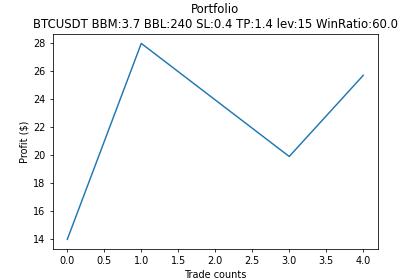 Portfolio
BTCUSDT BBM:3.7 BBL:240 SL:0.4 TP:1.4 lev:15 WinRatio:60.0
28
26
24
22
20
18
16
14
Profit ($)
0.0 0.5 1.0 1.5 2.0 2.5 3.0 3.5 4.0
Trade counts